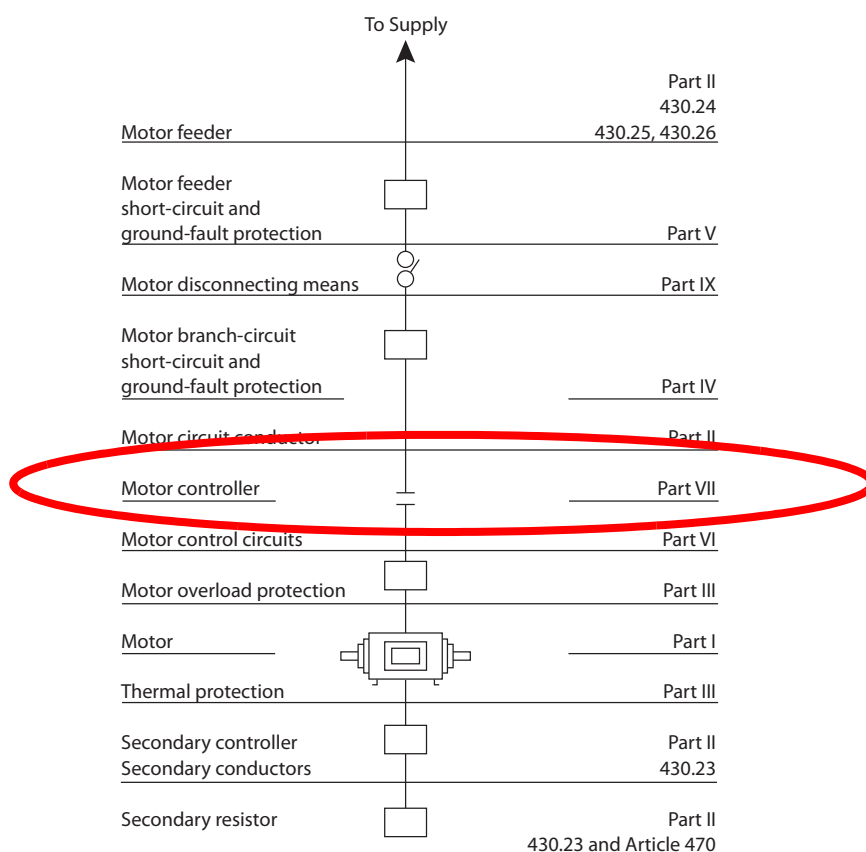 To Supply
Part II
430.24
Motor feeder 430.25, 430.26
Motor feeder
short-circuit and
ground-fault protection Part V
Motor disconnecting means Part IX
Motor branch-circuit
short-circuit and
ground-fault protection Part IV
Motor circuit conductor Part II
Motor controller Part VII
Motor control circuits Part VI
Motor overload protection Part III
Motor Part I
Thermal protection Part III
Secondary controller Part II
Secondary conductors 430.23
Secondary resistor Part II
430.23 and Article 470